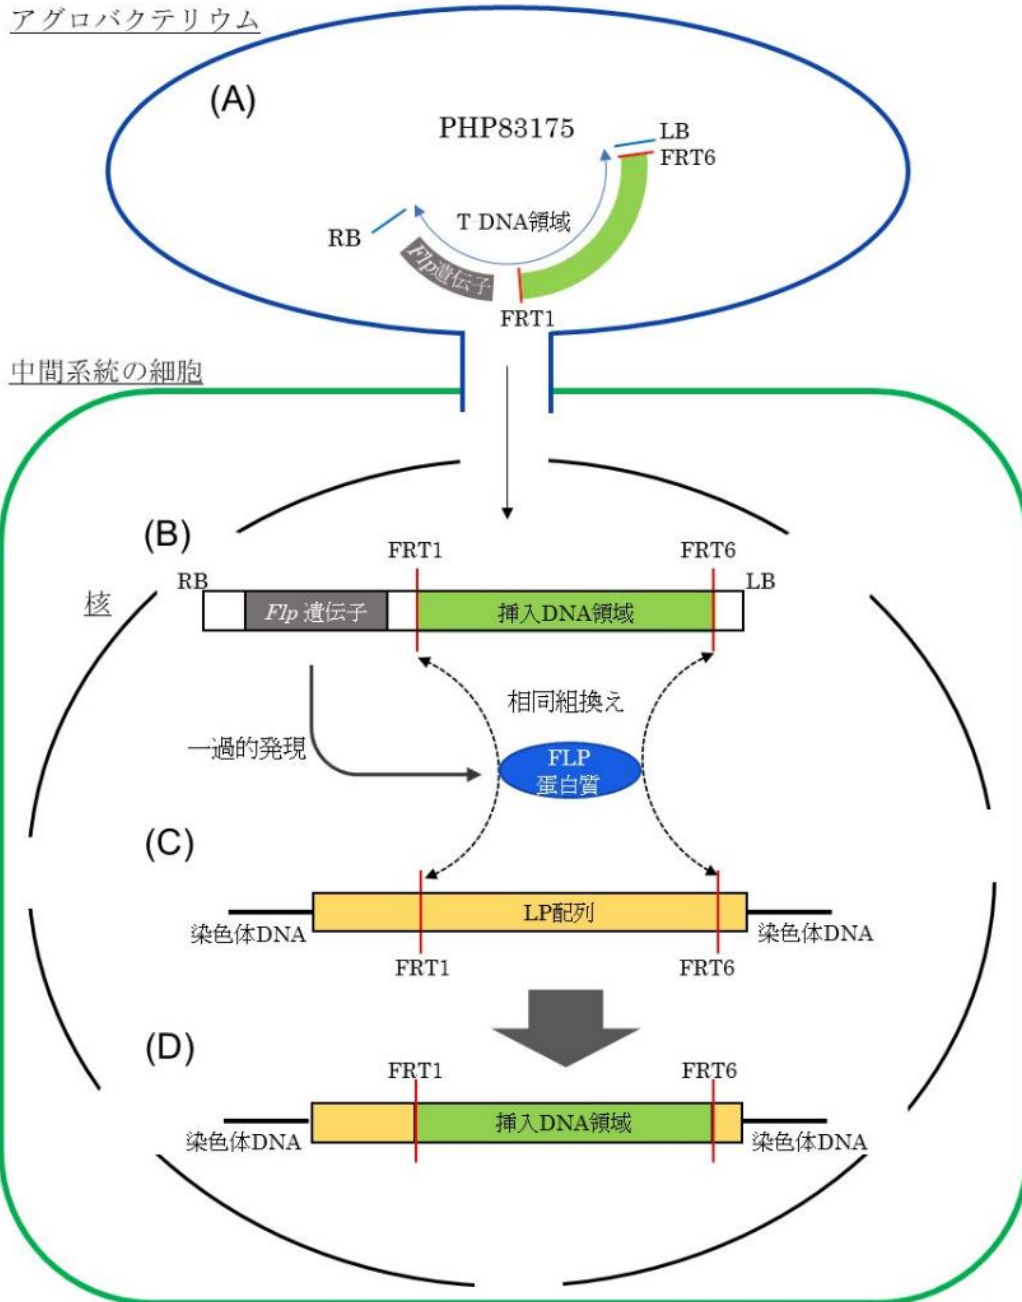 アグロバクテリウム
(A)
PHP83175
LB
FRT6
T-DNA領域
RB
Flp遺伝子
FRT1
中間系統の細胞
(B)
FRT1
FRT6
RB
LB
核
Flp 遺伝子
挿入DNA領域
相同組換え
一過的発現
FLP
蛋白質
(C)
LP配列
染色体DNA
染色体DNA
FRT1
FRT6
(D)
FRT1
FRT6
挿入DNA領域
染色体DNA
染色体DNA